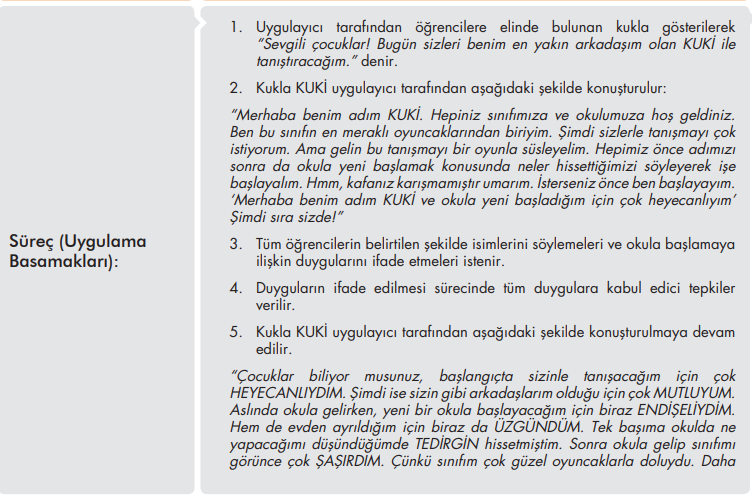 Süreç (Uygulama
Basamakları):
1. Uygulayıcı tarafından öğrencilere elinde bulunan kukla gösterilerek
“Sevgili çocuklar! Bugün sizleri benim en yakın arkadaşım olan KUKİ ile
tanıştıracağım.” denir.
2. Kukla KUKİ uygulayıcı tarafından aşağıdaki şekilde konuşturulur:
“Merhaba benim adım KUKİ. Hepiniz sınıfımıza ve okulumuza hoş geldiniz.
Ben bu sınıfın en meraklı oyuncaklarından biriyim. Şimdi sizlerle tanışmayı çok
istiyorum. Ama gelin bu tanışmayı bir oyunla süsleyelim. Hepimiz önce adımızı
sonra da okula yeni başlamak konusunda neler hissettiğimizi söyleyerek işe
başlayalım. Hmm, kafanız karışmamıştır umarım. İsterseniz önce ben başlayayım.
‘Merhaba benim adım KUKİ ve okula yeni başladığım için çok heyecanlıyım’
Şimdi sıra sizde!”
3. Tüm öğrencilerin belirtilen şekilde isimlerini söylemeleri ve okula başlamaya
ilişkin duygularını ifade etmeleri istenir.
4. Duyguların ifade edilmesi sürecinde tüm duygulara kabul edici tepkiler
verilir.
5. Kukla KUKİ uygulayıcı tarafından aşağıdaki şekilde konuşturulmaya devam
edilir.
“Çocuklar biliyor musunuz, başlangıçta sizinle tanışacağım için çok
HEYECANLIYDIM. Şimdi ise sizin gibi arkadaşlarım olduğu için çok MUTLUYUM.
Aslında okula gelirken, yeni bir okula başlayacağım için biraz ENDİŞELİYDİM.
Hem de evden ayrıldığım için biraz da ÜZGÜNDÜM. Tek başıma okulda ne
yapacağımı düşündüğümde TEDİRGİN hissetmiştim. Sonra okula gelip sınıfımı
görünce çok ŞAŞIRDIM. Çünkü sınıfım çok güzel oyuncaklarla doluydu. Daha